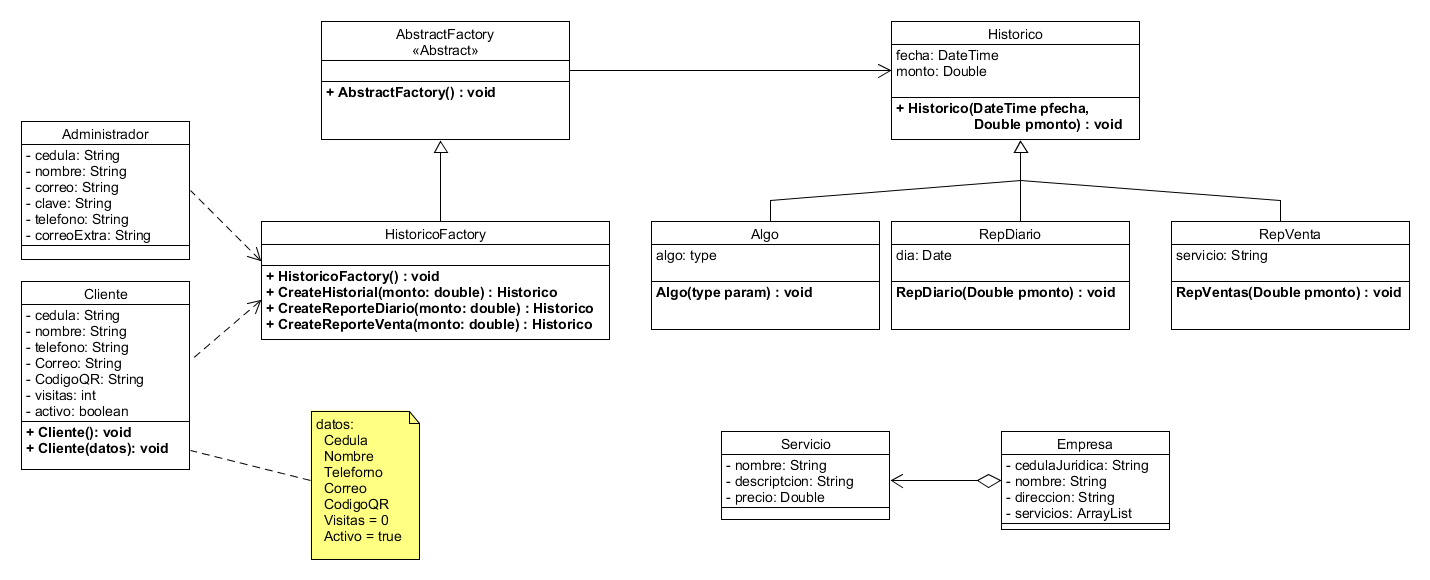 AbstractFactory
«Abstract»
+ AbstractFactory() : void
Historico
fecha: DateTime
monto: Double
+ Historico(DateTime pfecha,
Double pmonto) : void
Administrador
- cedula: String
- nombre: String
- correo: String
- clave: String
- telefono: String
- correoExtra: String
HistoricoFactory
+ HistoricoFactory() : void
+ CreateHistorial(monto: double) : Historico
+ CreateReporteDiario(monto: double) : Historico
+ CreateReporteVenta(monto: double) : Historico
Algo
algo: type
Algo(type param) : void
RepDiario
dia: Date
RepDiario(Double pmonto) : void
RepVenta
servicio: String
RepVentas(Double pmonto) : void
Cliente
- cedula: String
- nombre: String
- telefono: String
- Correo: String
- CodigoQR: String
- visitas: int
- activo: boolean
+ Cliente(): void
+ Cliente(datos): void
datos:
Cedula
Nombre
Teleforno
Correo
CodigoQR
Visitas = 0
Activo = true
Servicio
- nombre: String
- descriptcion: String
- precio: Double
Empresa
- cedulaJuridica: String
- nombre: String
- direccion: String
- servicios: ArrayList